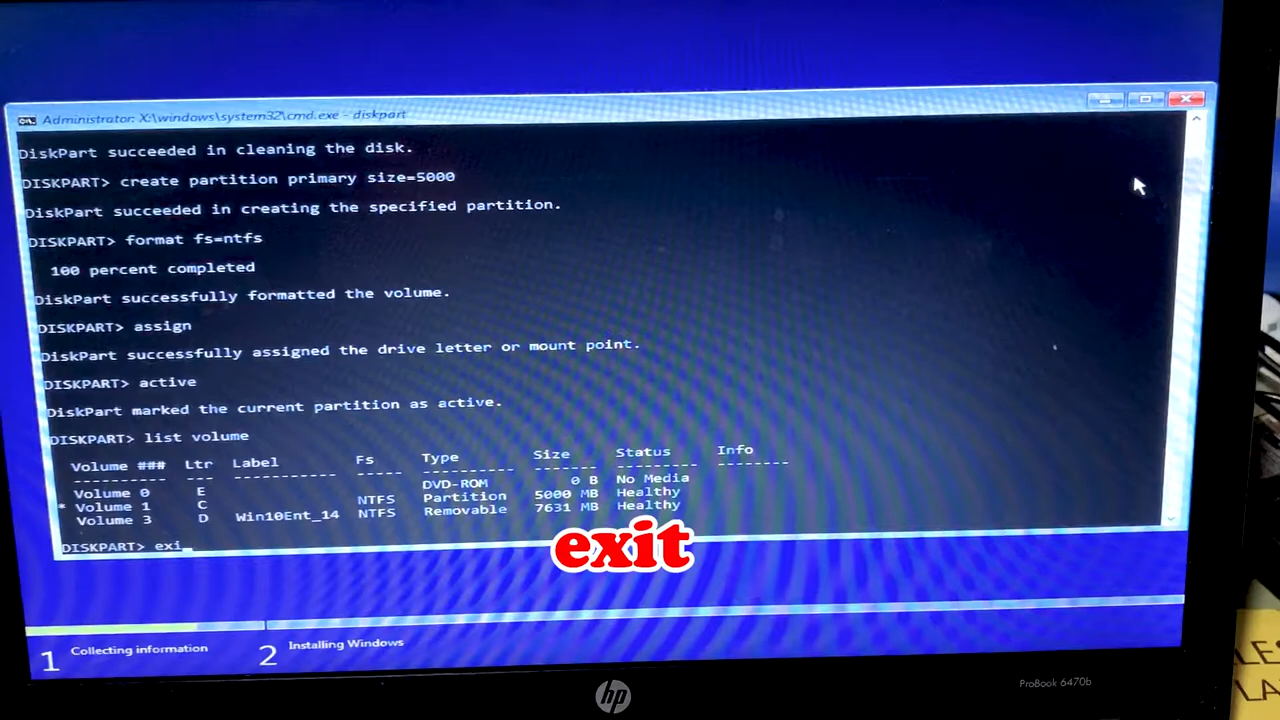 Administrator: X:\windows\system32\cmd.exe - diskpart
DiskPart succeeded in cleaning the disk.
DISKPART> create partition primary size=5000
DiskPart succeeded in creating the specified partition.
DISKPART> format fs=ntfs
100 percent completed
DiskPart successfully formatted the volume.
DISKPART> assign
DiskPart successfully assigned the drive letter or mount point.
DISKPART> active
DiskPart marked the current partition as active.
DISKPART> list volume
Volume ### Ltr Label Fs Type Size Status Info
---------- --- ----------- ----- ---------- ------- --------- --------
Volume 0 E DVD-ROM 0 B No Media
* Volume 1 C NTFS Partition 5000 MB Healthy
Volume 3 D Win10Ent_14 NTFS Removable 7631 MB Healthy
DISKPART> exi_
exit
1 Collecting information 2 Installing Windows
hp
ProBook 6470b